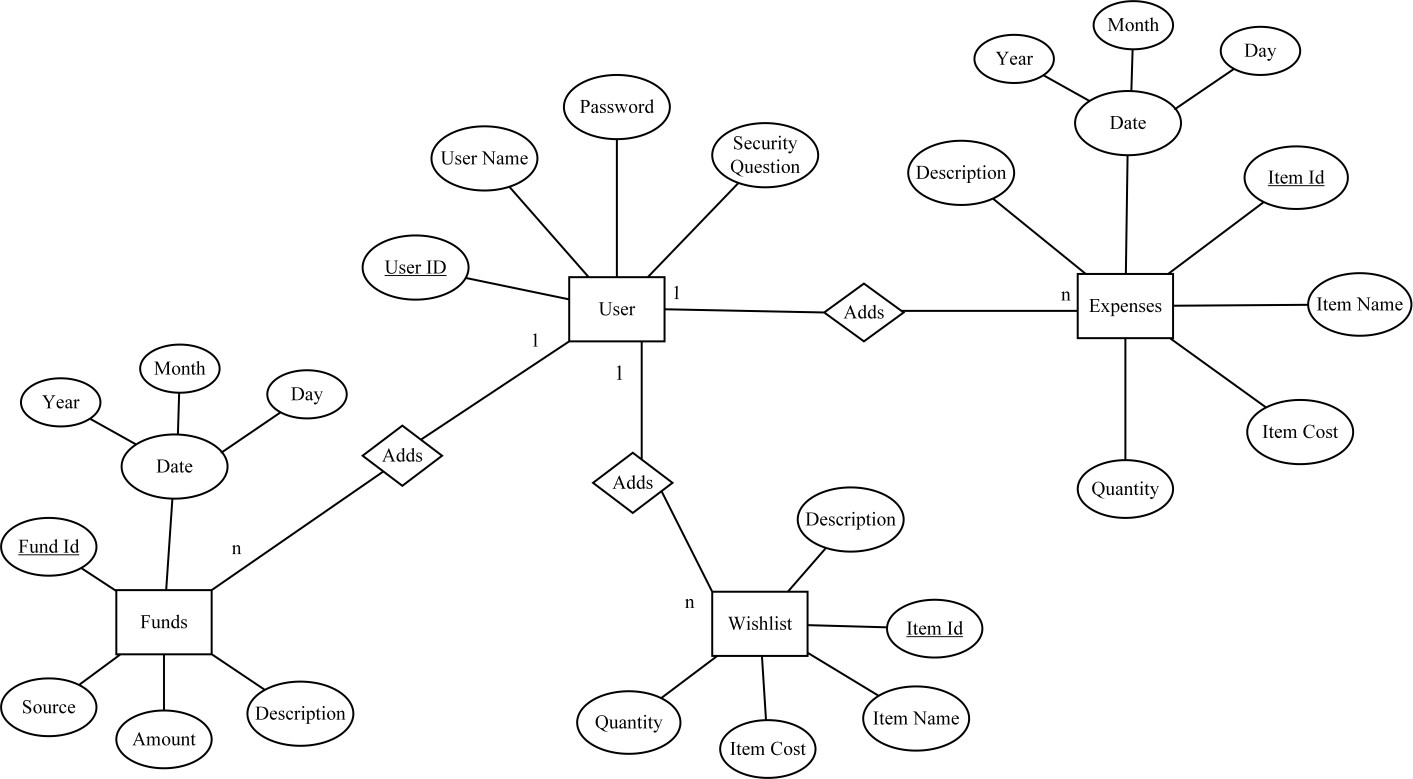 Month
Year
Day
Date
Password
User Name
Security
Question
Description
Item Id
User ID
User
1
Adds
n
Expenses
Item Name
1
1
Month
Year
Day
Date
Adds
Adds
Item Cost
Quantity
n
Fund Id
Description
n
Funds
Wishlist
Item Id
Source
Amount
Description
Quantity
Item Cost
Item Name